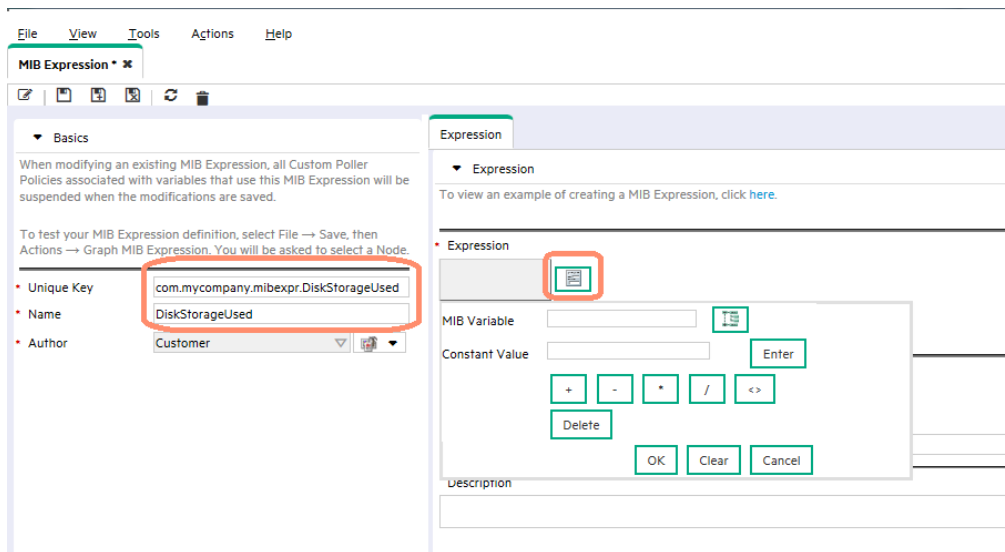 File View Tools Actions Help
MIB Expression * ✖
Basics
When modifying an existing MIB Expression, all Custom Poller
Policies associated with variables that use this MIB Expression will be
suspended when the modifications are saved.
To test your MIB Expression definition, select File → Save, then
Actions → Graph MIB Expression. You will be asked to select a Node.
* Unique Key com.mycompany.mibexpr.DiskStorageUsed
* Name DiskStorageUsed
* Author Customer
Expression
Expression
To view an example of creating a MIB Expression, click here.
* Expression
MIB Variable
Constant Value Enter
+ - * / <>
Delete
OK Clear Cancel
Description